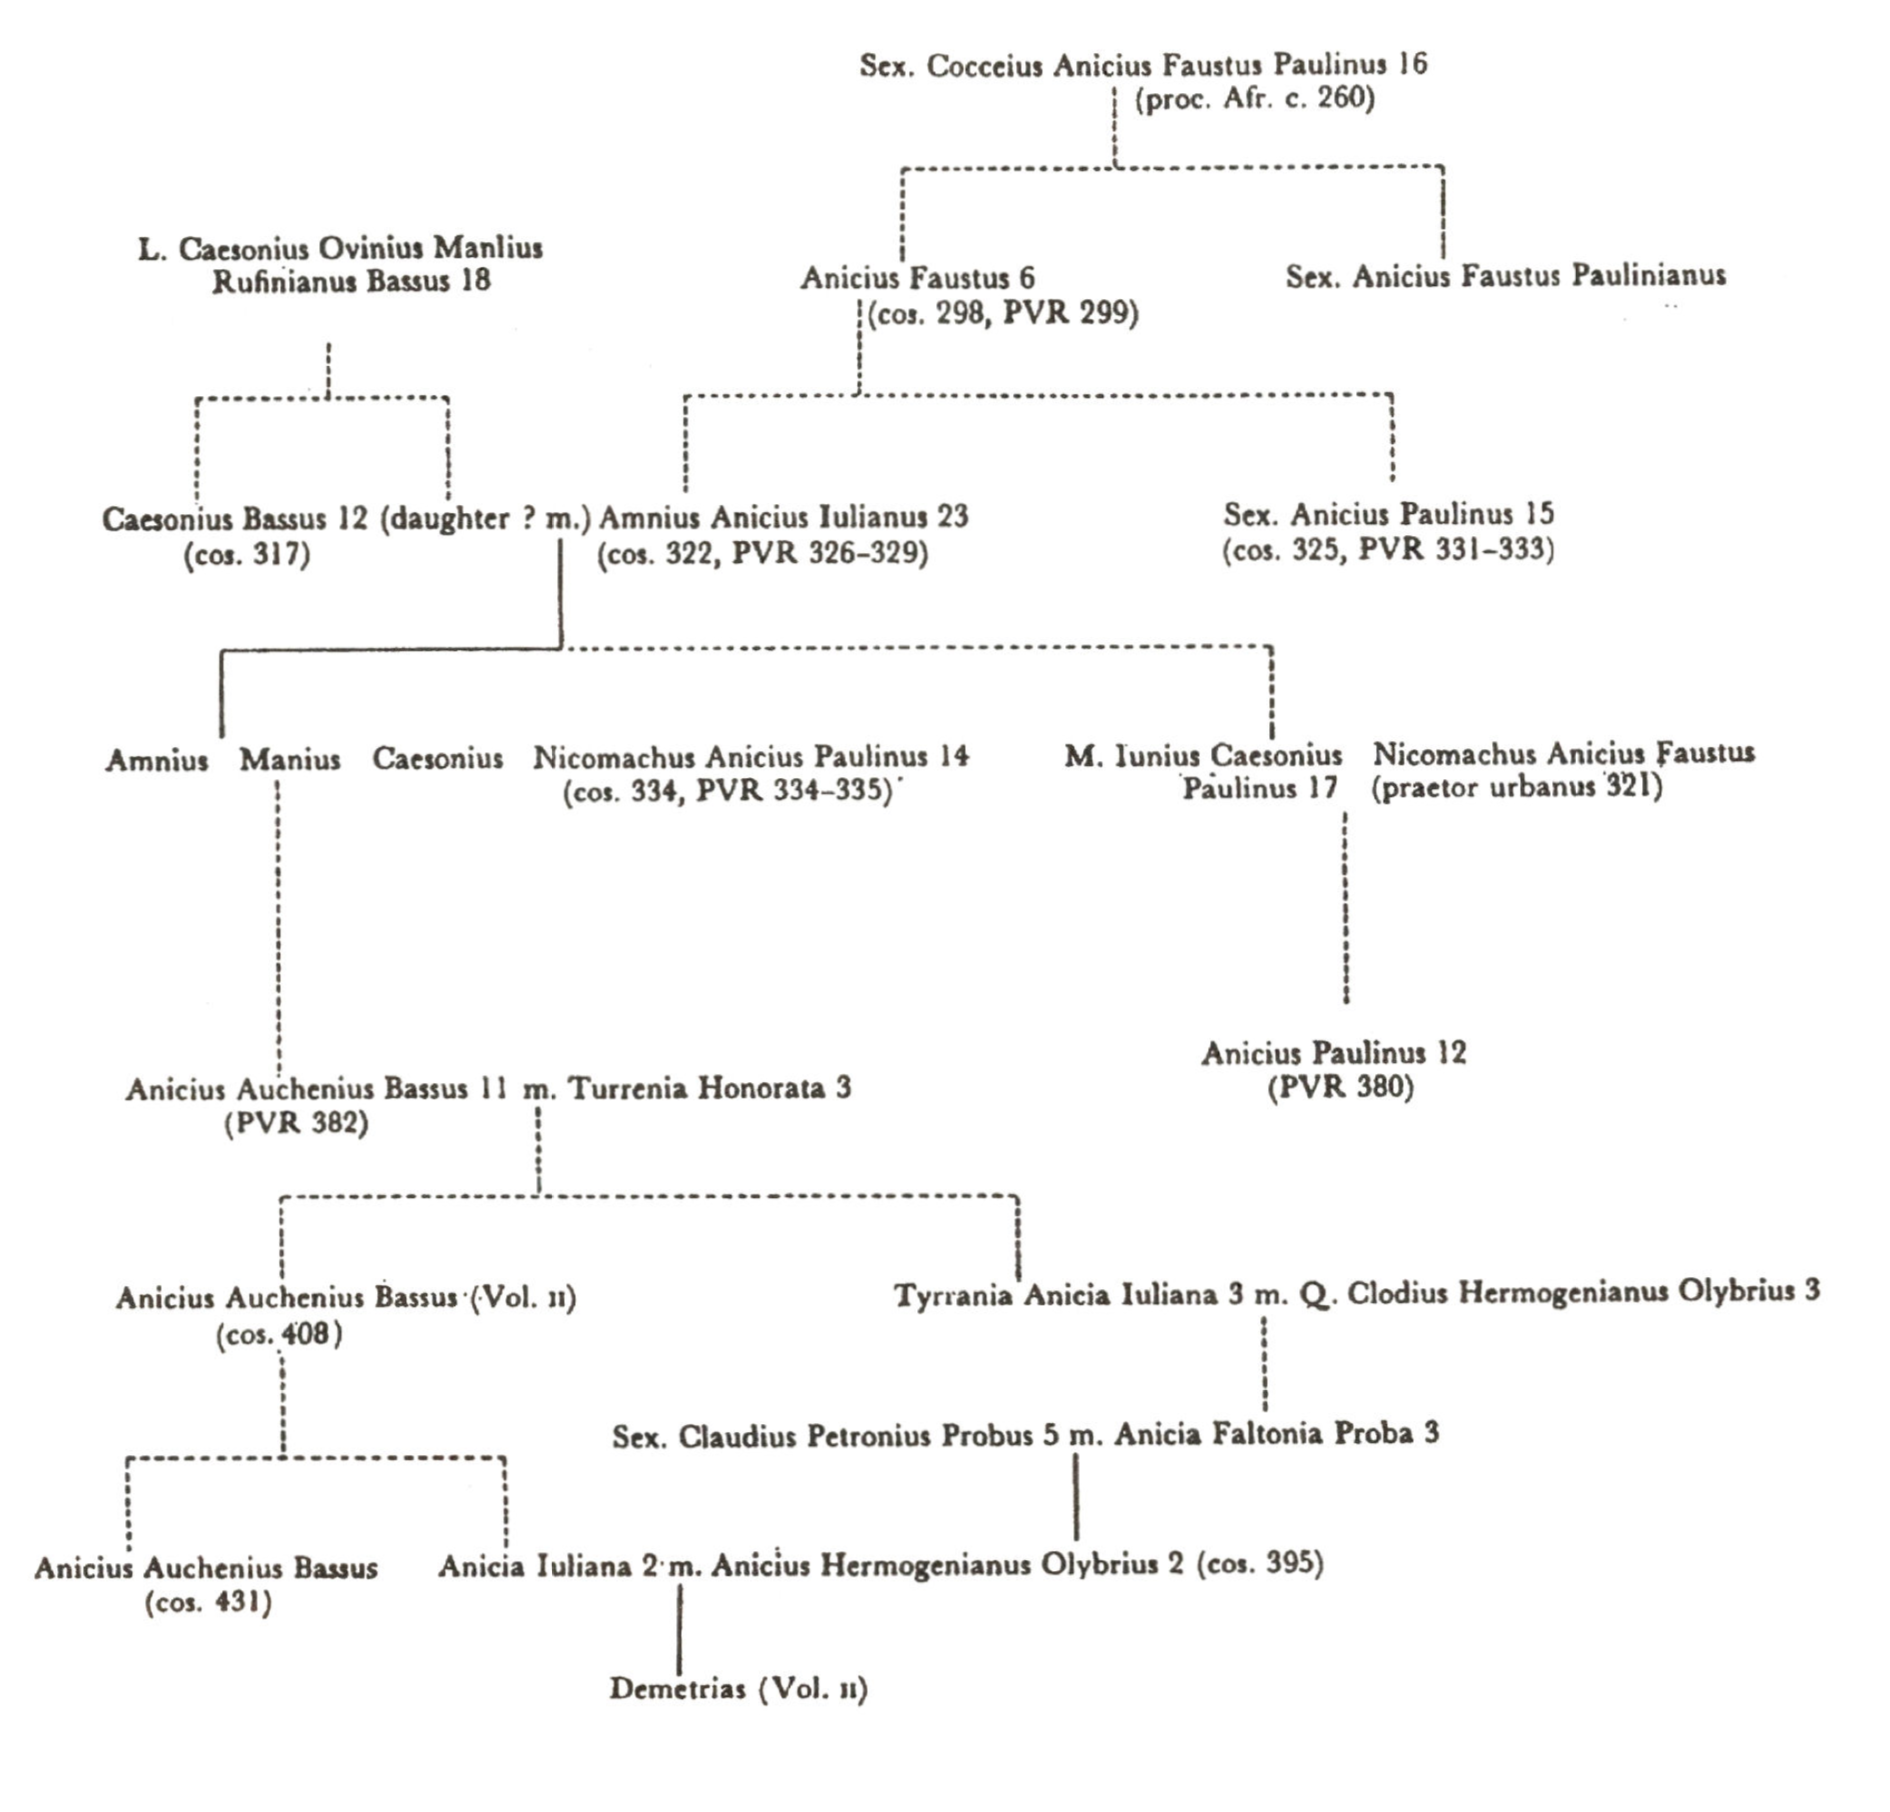 Sex. Cocceius Anicius Faustus Paulinus 16
(proc. Afr. c. 260)
L. Caesonius Ovinius Manlius
Rufinianus Bassus 18
Anicius Faustus 6
(cos. 298, PVR 299)
Sex. Anicius Faustus Paulinianus
Caesonius Bassus 12 (daughter ? m.) Amnius Anicius Iulianus 23
(cos. 317)
(cos. 322, PVR 326-329)
Sex. Anicius Paulinus 15
(cos. 325, PVR 331-333)
Amnius Manius Caesonius Nicomachus Anicius Paulinus 14
(cos. 334, PVR 334-335)
M. Iunius Caesonius Nicomachus Anicius Faustus
Paulinus 17 (praetor urbanus 321)
Anicius Paulinus 12
(PVR 380)
Anicius Auchenius Bassus 11 m. Turrenia Honorata 3
(PVR 382)
Anicius Auchenius Bassus (Vol. II)
(cos. 408)
Tyrrania Anicia Iuliana 3 m. Q. Clodius Hermogenianus Olybrius 3
Sex. Claudius Petronius Probus 5 m. Anicia Faltonia Proba 3
Anicius Auchenius Bassus
(cos. 431)
Anicia Iuliana 2 m. Anicius Hermogenianus Olybrius 2 (cos. 395)
Demetrias (Vol. II)